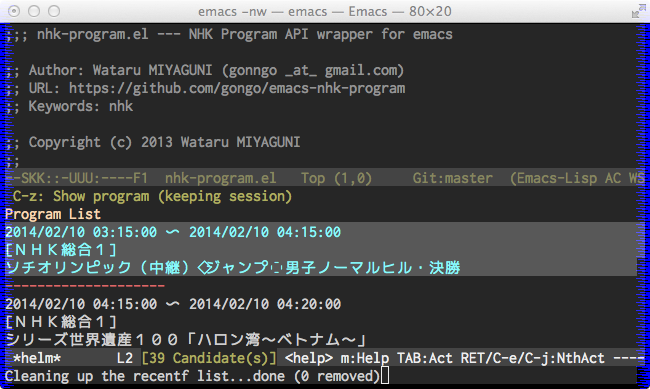 emacs -nw — emacs — Emacs — 80×20
;;; nhk-program.el --- NHK Program API wrapper for emacs
;; Author: Wataru MIYAGUNI (gonngo _at_ gmail.com)
;; URL: https://github.com/gongo/emacs-nhk-program
;; Keywords: nhk
;; Copyright (c) 2013 Wataru MIYAGUNI
;;
--SKK::-UUU:----F1 nhk-program.el Top (1,0) Git:master (Emacs-Lisp AC WS
C-z: Show program (keeping session)
Program List
2014/02/10 03:15:00 〜 2014/02/10 04:15:00
[ＮＨＫ総合１]
ソチオリンピック（中継）ジャンプ 男子ノーマルヒル・決勝
--------------------
2014/02/10 04:15:00 〜 2014/02/10 04:20:00
[ＮＨＫ総合１]
シリーズ世界遺産１００「ハロン湾〜ベトナム〜」
*helm* L2 [39 Candidate(s)] <help> m:Help TAB:Act RET/C-e/C-j:NthAct ----
Cleaning up the recentf list...done (0 removed)